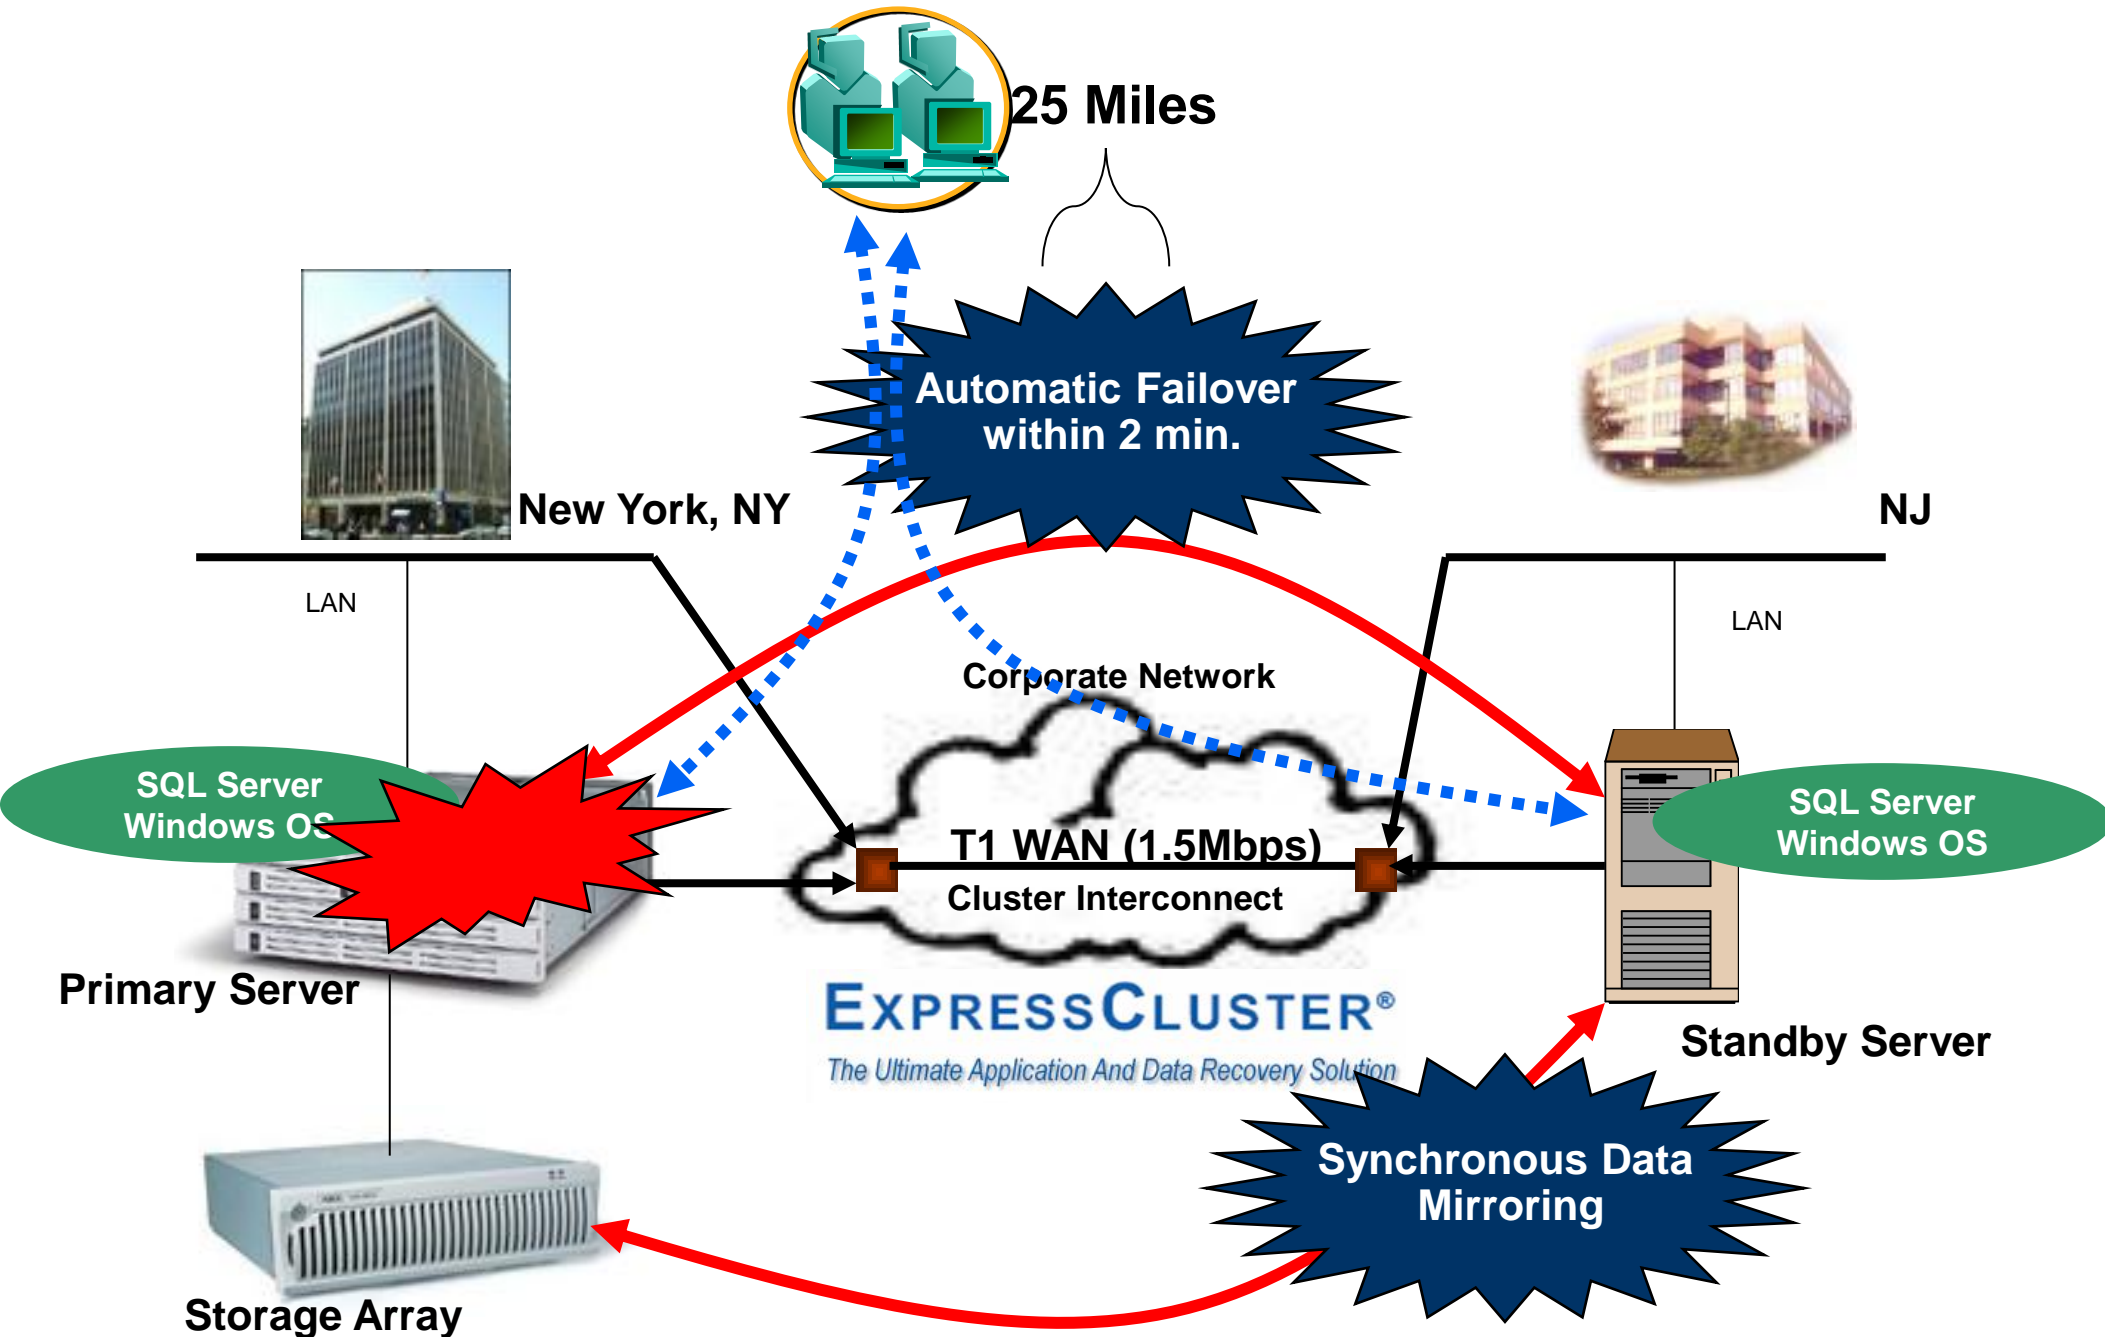 25 Miles
Automatic Failover
within 2 min.
New York, NY
NJ
LAN
LAN
Corporate Network
SQL Server
Windows OS
SQL Server
Windows OS
T1 WAN (1.5Mbps)
Cluster Interconnect
Primary Server
EXPRESSCLUSTER®
The Ultimate Application And Data Recovery Solution
Standby Server
Synchronous Data
Mirroring
Storage Array